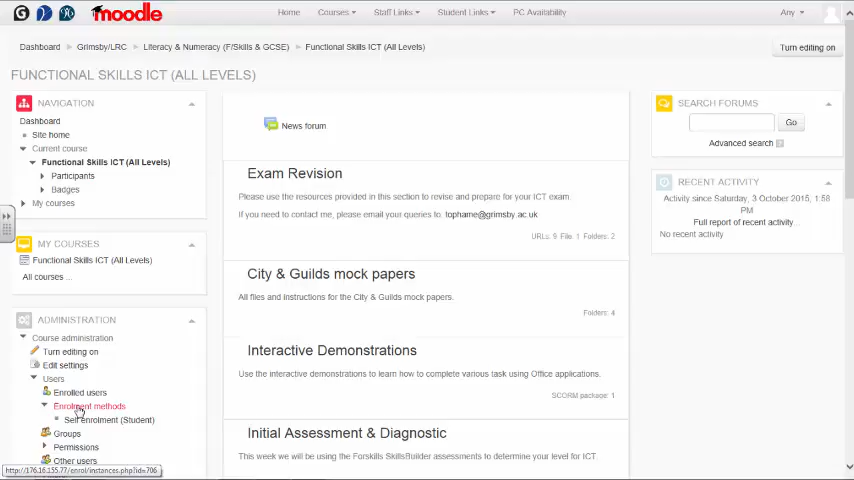 moodle
Home Courses Staff Links Student Links PC Availability Any
Dashboard Grimsby/LRC Literacy & Numeracy (F/Skills & GCSE) Functional Skills ICT (All Levels) Turn editing on
FUNCTIONAL SKILLS ICT (ALL LEVELS)
NAVIGATION
Dashboard
Site home
Current course
Functional Skills ICT (All Levels)
Participants
Badges
My courses
MY COURSES
Functional Skills ICT (All Levels)
All courses ...
ADMINISTRATION
Course administration
Turn editing on
Edit settings
Users
Enrolled users
Enrolment methods
Self enrolment (Student)
Groups
Permissions
Other users
http://176.16.155.77/enrol/instances.php?id=706
News forum
Exam Revision
Please use the resources provided in this section to revise and prepare for your ICT exam.
If you need to contact me, please email your queries to. tophame@grimsby.ac.uk
URLs: 5 File: 1 Folders: 2
City & Guilds mock papers
All files and instructions for the City & Guilds mock papers.
Folders: 4
Interactive Demonstrations
Use the interactive demonstrations to learn how to complete various task using Office applications.
SCORM package: 1
Initial Assessment & Diagnostic
This week we will be using the Forskills SkillsBuilder assessments to determine your level for ICT.
SEARCH FORUMS
Go
Advanced search ?
RECENT ACTIVITY
Activity since Saturday, 3 October 2015, 1:58
PM
Full report of recent activity...
No recent activity